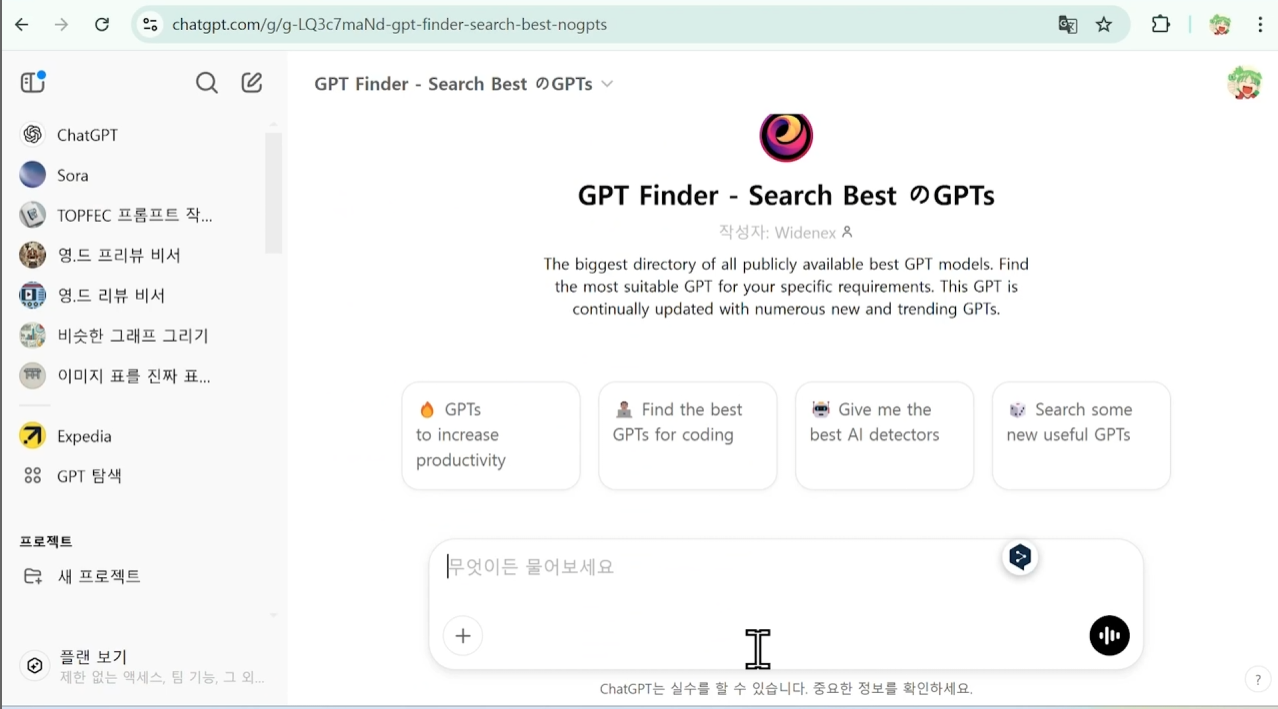 chatgpt.com/g/g-LQ3c7maNd-gpt-finder-search-best-nogpts
GPT Finder - Search Best のGPTs
ChatGPT
Sora
TOPFEC 프롬프트 작...
영.드 프리뷰 비서
영.드 리뷰 비서
비슷한 그래프 그리기
이미지 표를 진짜 표...
Expedia
GPT 탐색
프로젝트
새 프로젝트
플랜 보기
제한 없는 액세스, 팀 기능, 그 외...
GPT Finder - Search Best のGPTs
작성자: Widenex
The biggest directory of all publicly available best GPT models. Find
the most suitable GPT for your specific requirements. This GPT is
continually updated with numerous new and trending GPTs.
🔥 GPTs
to increase
productivity
👨🏽‍💻 Find the best
GPTs for coding
🤖 Give me the
best AI detectors
🎲 Search some
new useful GPTs
무엇이든 물어보세요
ChatGPT는 실수를 할 수 있습니다. 중요한 정보를 확인하세요.
?